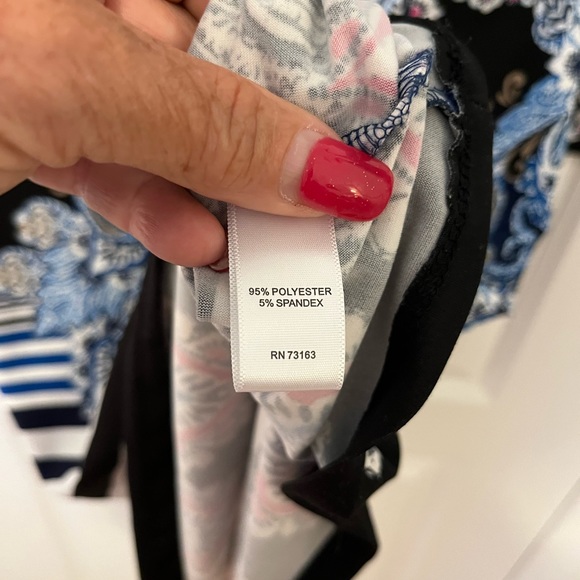 95% POLYESTER
5% SPANDEX
RN 73163